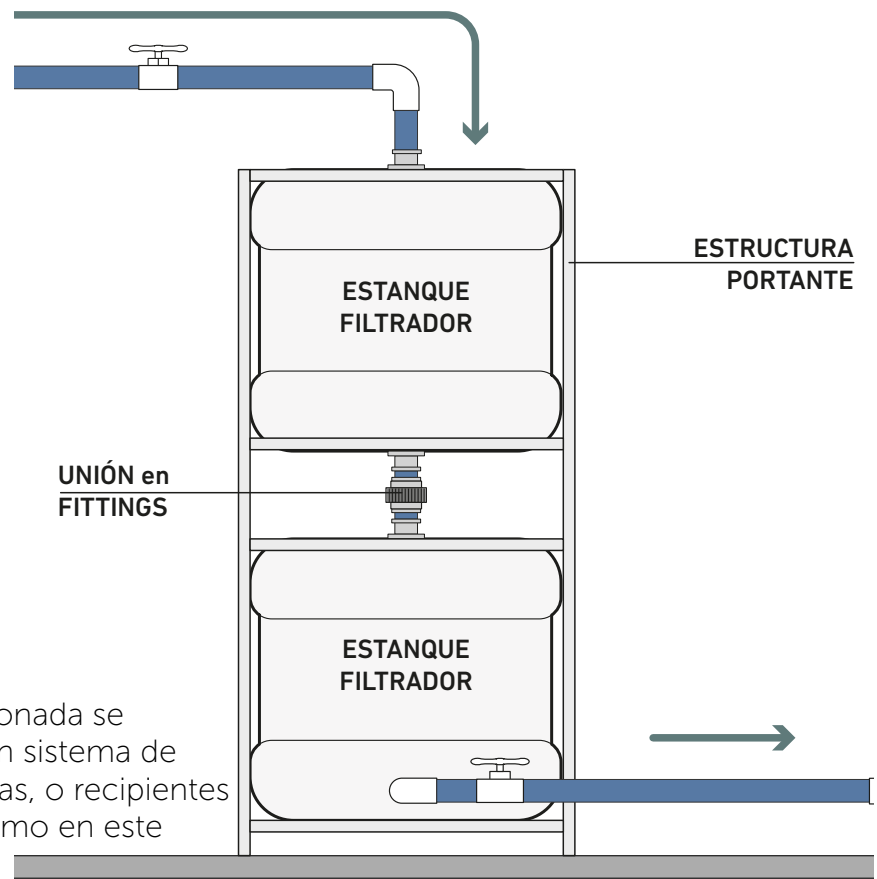 ESTRUCTURA
PORTANTE
ESTANQUE
FILTRADOR
UNIÓN en
FITTINGS
ESTANQUE
FILTRADOR
onada se
n sistema de
as, o recipientes
mo en este